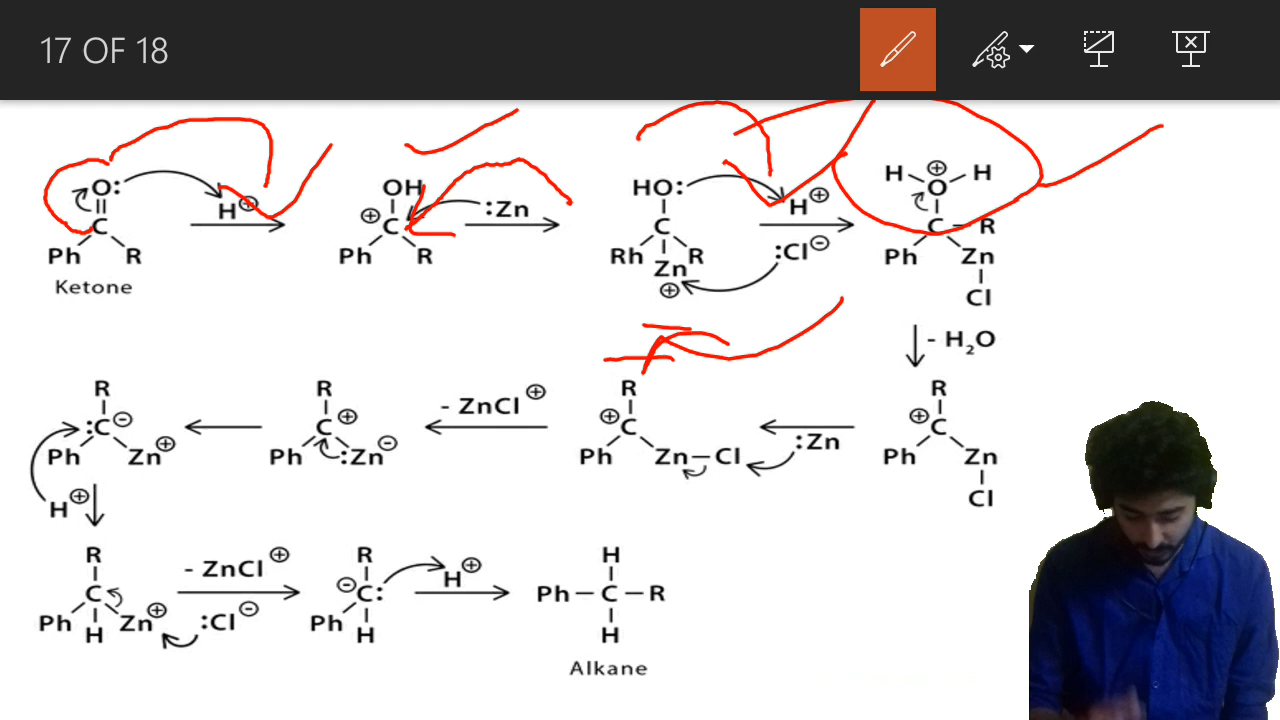 17 OF 18
O: H⊕
C
Ph R
Ketone
OH
⊕ C :Zn
Ph R
HO: H⊕
C :Cl⊖
Rh R
Zn
⊕
H ⊕ H
O
C – R
Ph Zn
Cl
- H₂O
R
⊕ C
Ph Zn
Cl
:Zn
R
⊕ C
Ph Zn – Cl
- ZnCl⊕
R
C⊕
Ph :Zn⊖
R
:C⊖
Ph Zn⊕
H⊕
R
C
Ph H Zn⊕
- ZnCl⊕
:Cl⊖
R
⊖C: H⊕
Ph H
H
Ph – C – R
H
Alkane